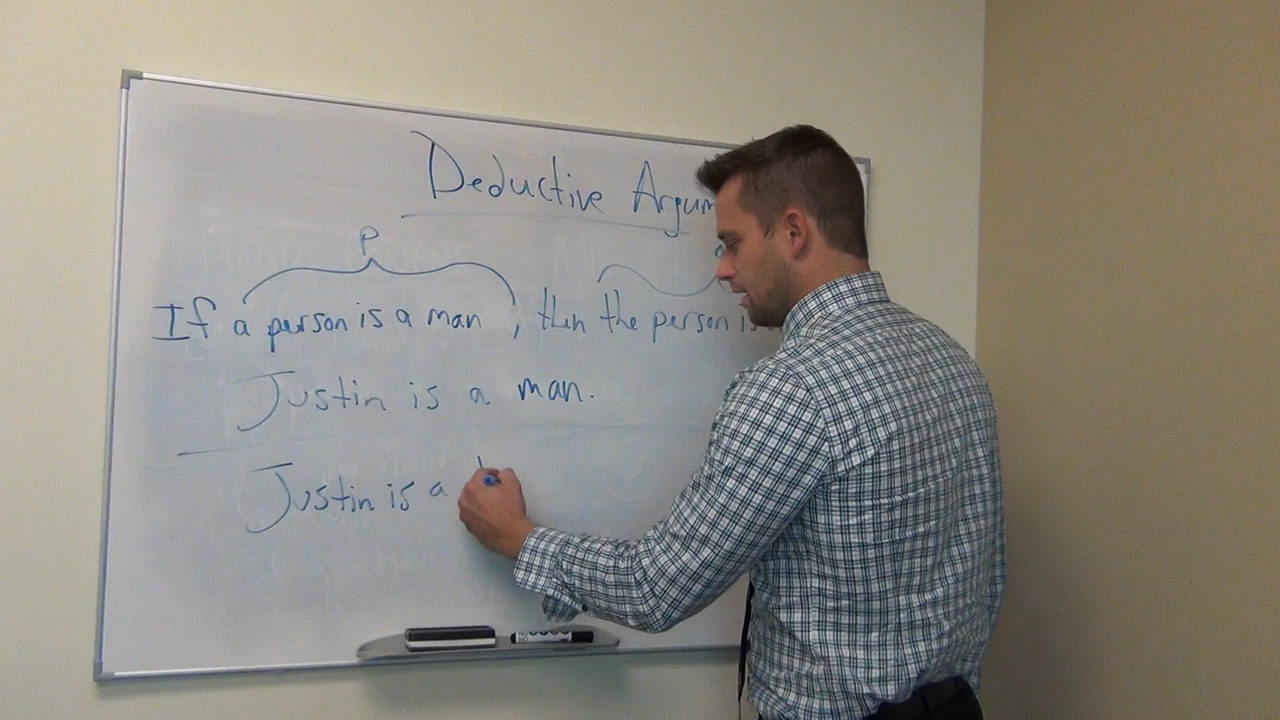 Deductive Argum
P
If a person is a man, then the person is
Justin is a man.
Justin is a